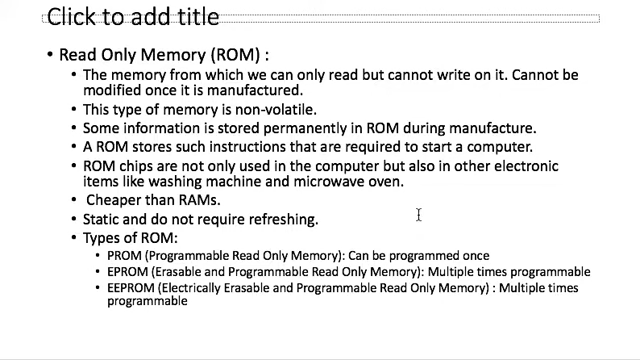 Click to add title
• Read Only Memory (ROM) :
• The memory from which we can only read but cannot write on it. Cannot be
modified once it is manufactured.
• This type of memory is non-volatile.
• Some information is stored permanently in ROM during manufacture.
• A ROM stores such instructions that are required to start a computer.
• ROM chips are not only used in the computer but also in other electronic
items like washing machine and microwave oven.
• Cheaper than RAMs.
• Static and do not require refreshing.
• Types of ROM:
• PROM (Programmable Read Only Memory): Can be programmed once
• EPROM (Erasable and Programmable Read Only Memory): Multiple times programmable
• EEPROM (Electrically Erasable and Programmable Read Only Memory) : Multiple times
programmable